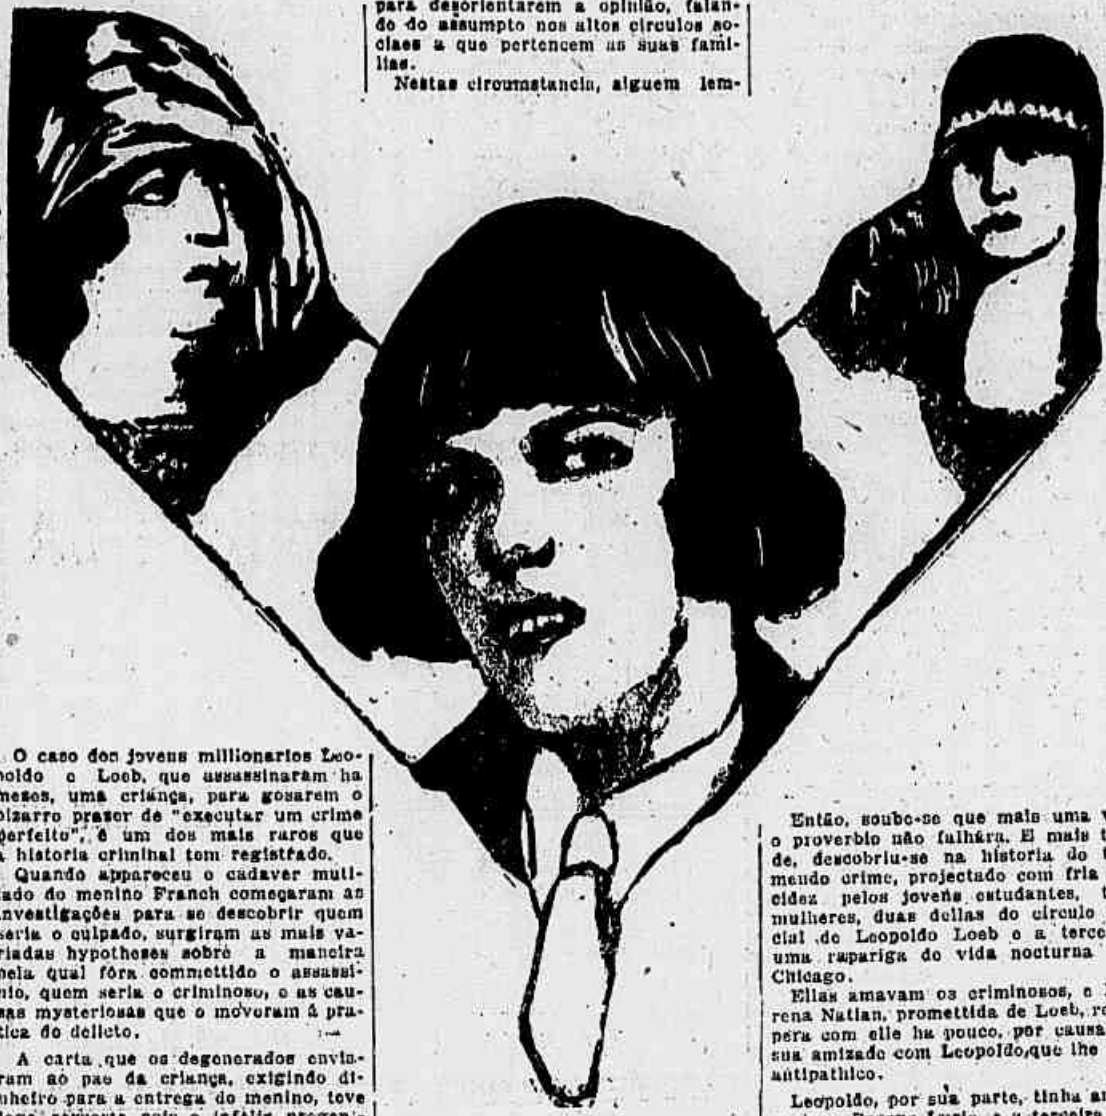 para desorientarem a opinião, falan-
do do assumpto nos altos circulos so-
ciaes a que pertencem as suas fami-
lias.
Nestas circumstancia, alguem lem-
O caso dos jovens millionarios Leo-
poldo e Loeb, que assassinaram ha
mezes, uma criança, para gosarem o
bizarro prazer de "executar um crime
perfeito", é um dos mais raros que
a historia criminal tem registrado.
Quando appareceu o cadaver muti-
lado do menino Franch começaram as
investigações para se descobrir quem
seria o culpado, surgiram as mais va-
riadas hypotheses sobre a maneira
pela qual fôra commettido o assassi-
nio, quem seria o criminoso, e as cau-
sas mysteriosas que o moveram á pra-
tica do delicto.
A carta que os degenerados envia-
ram ao pae da criança, exigindo di-
nheiro para a entrega do menino, teve
Então, soube-se que mais uma
o proverbio não falhára. E mais
de, descobriu-se na historia do
mendo crime, projectado com fria
cidez pelos jovens estudantes,
mulheres, duas dellas do circulo
cial de Leopoldo Loeb e a
uma rapariga de vida nocturna
Chicago.
Ellas amavam os criminosos, e
rena Natian, promettida de Loeb,
pera com elle ha pouco, por causa
sua amizade com Leopoldo, que lhe
antipathico.
Leopoldo, por sua parte, tinha